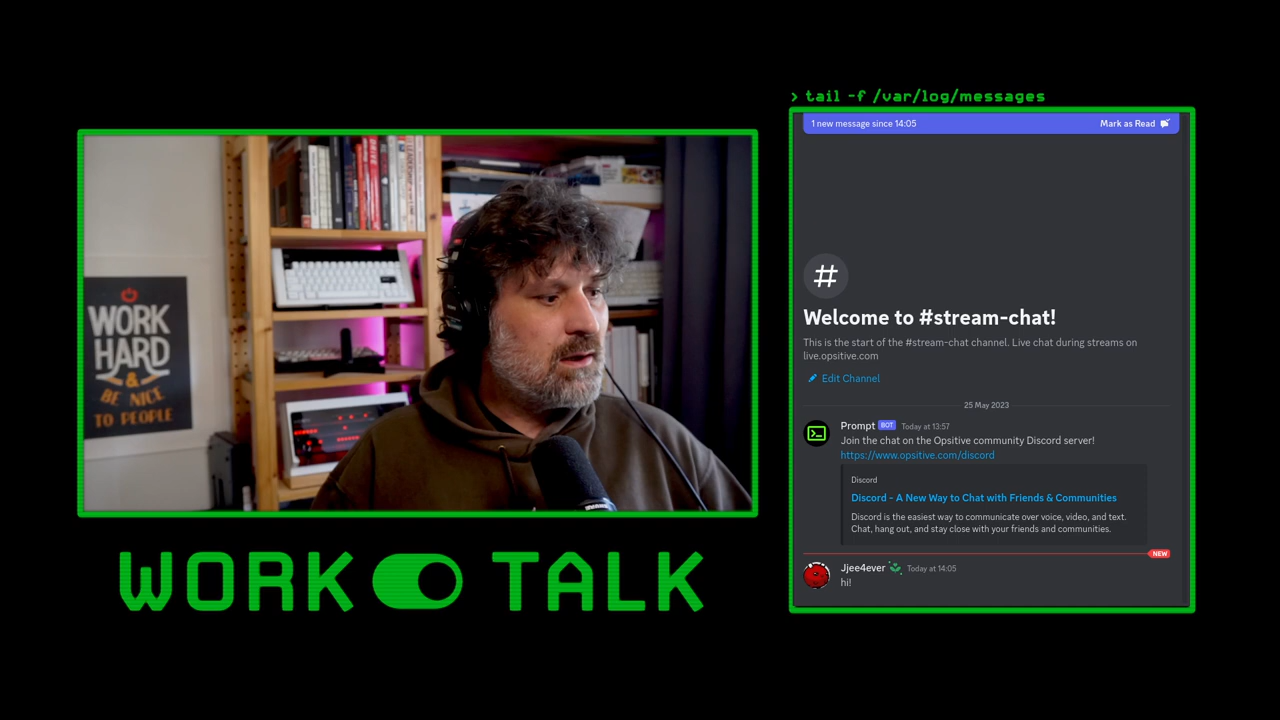 > tail -f /var/log/messages
1 new message since 14:05 Mark as Read
WORK
HARD
&
BE NICE
TO PEOPLE
DRIVE
#
Welcome to #stream-chat!
This is the start of the #stream-chat channel. Live chat during streams on
live.opsitive.com
Edit Channel
25 May 2023
Prompt BOT Today at 13:57
Join the chat on the Opsitive community Discord server!
https://www.opsitive.com/discord
Discord
Discord - A New Way to Chat with Friends & Communities
Discord is the easiest way to communicate over voice, video, and text.
Chat, hang out, and stay close with your friends and communities.
NEW
Jjee4ever Today at 14:05
hi!
WORK TALK